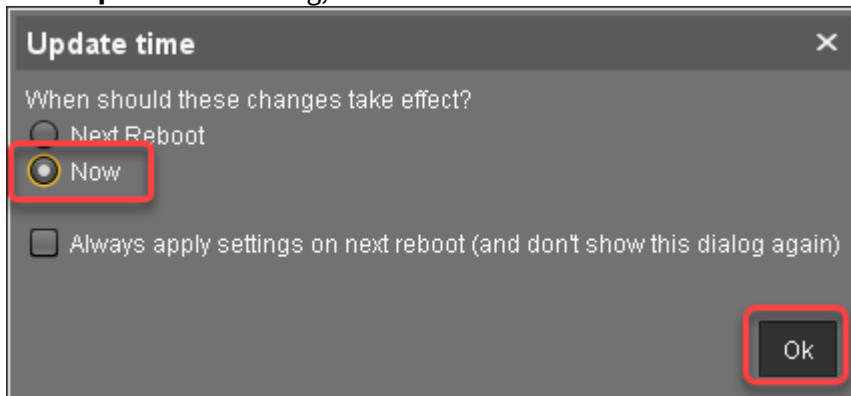 Update time
When should these changes take effect?
Next Reboot
Now
Always apply settings on next reboot (and don't show this dialog again)
Ok